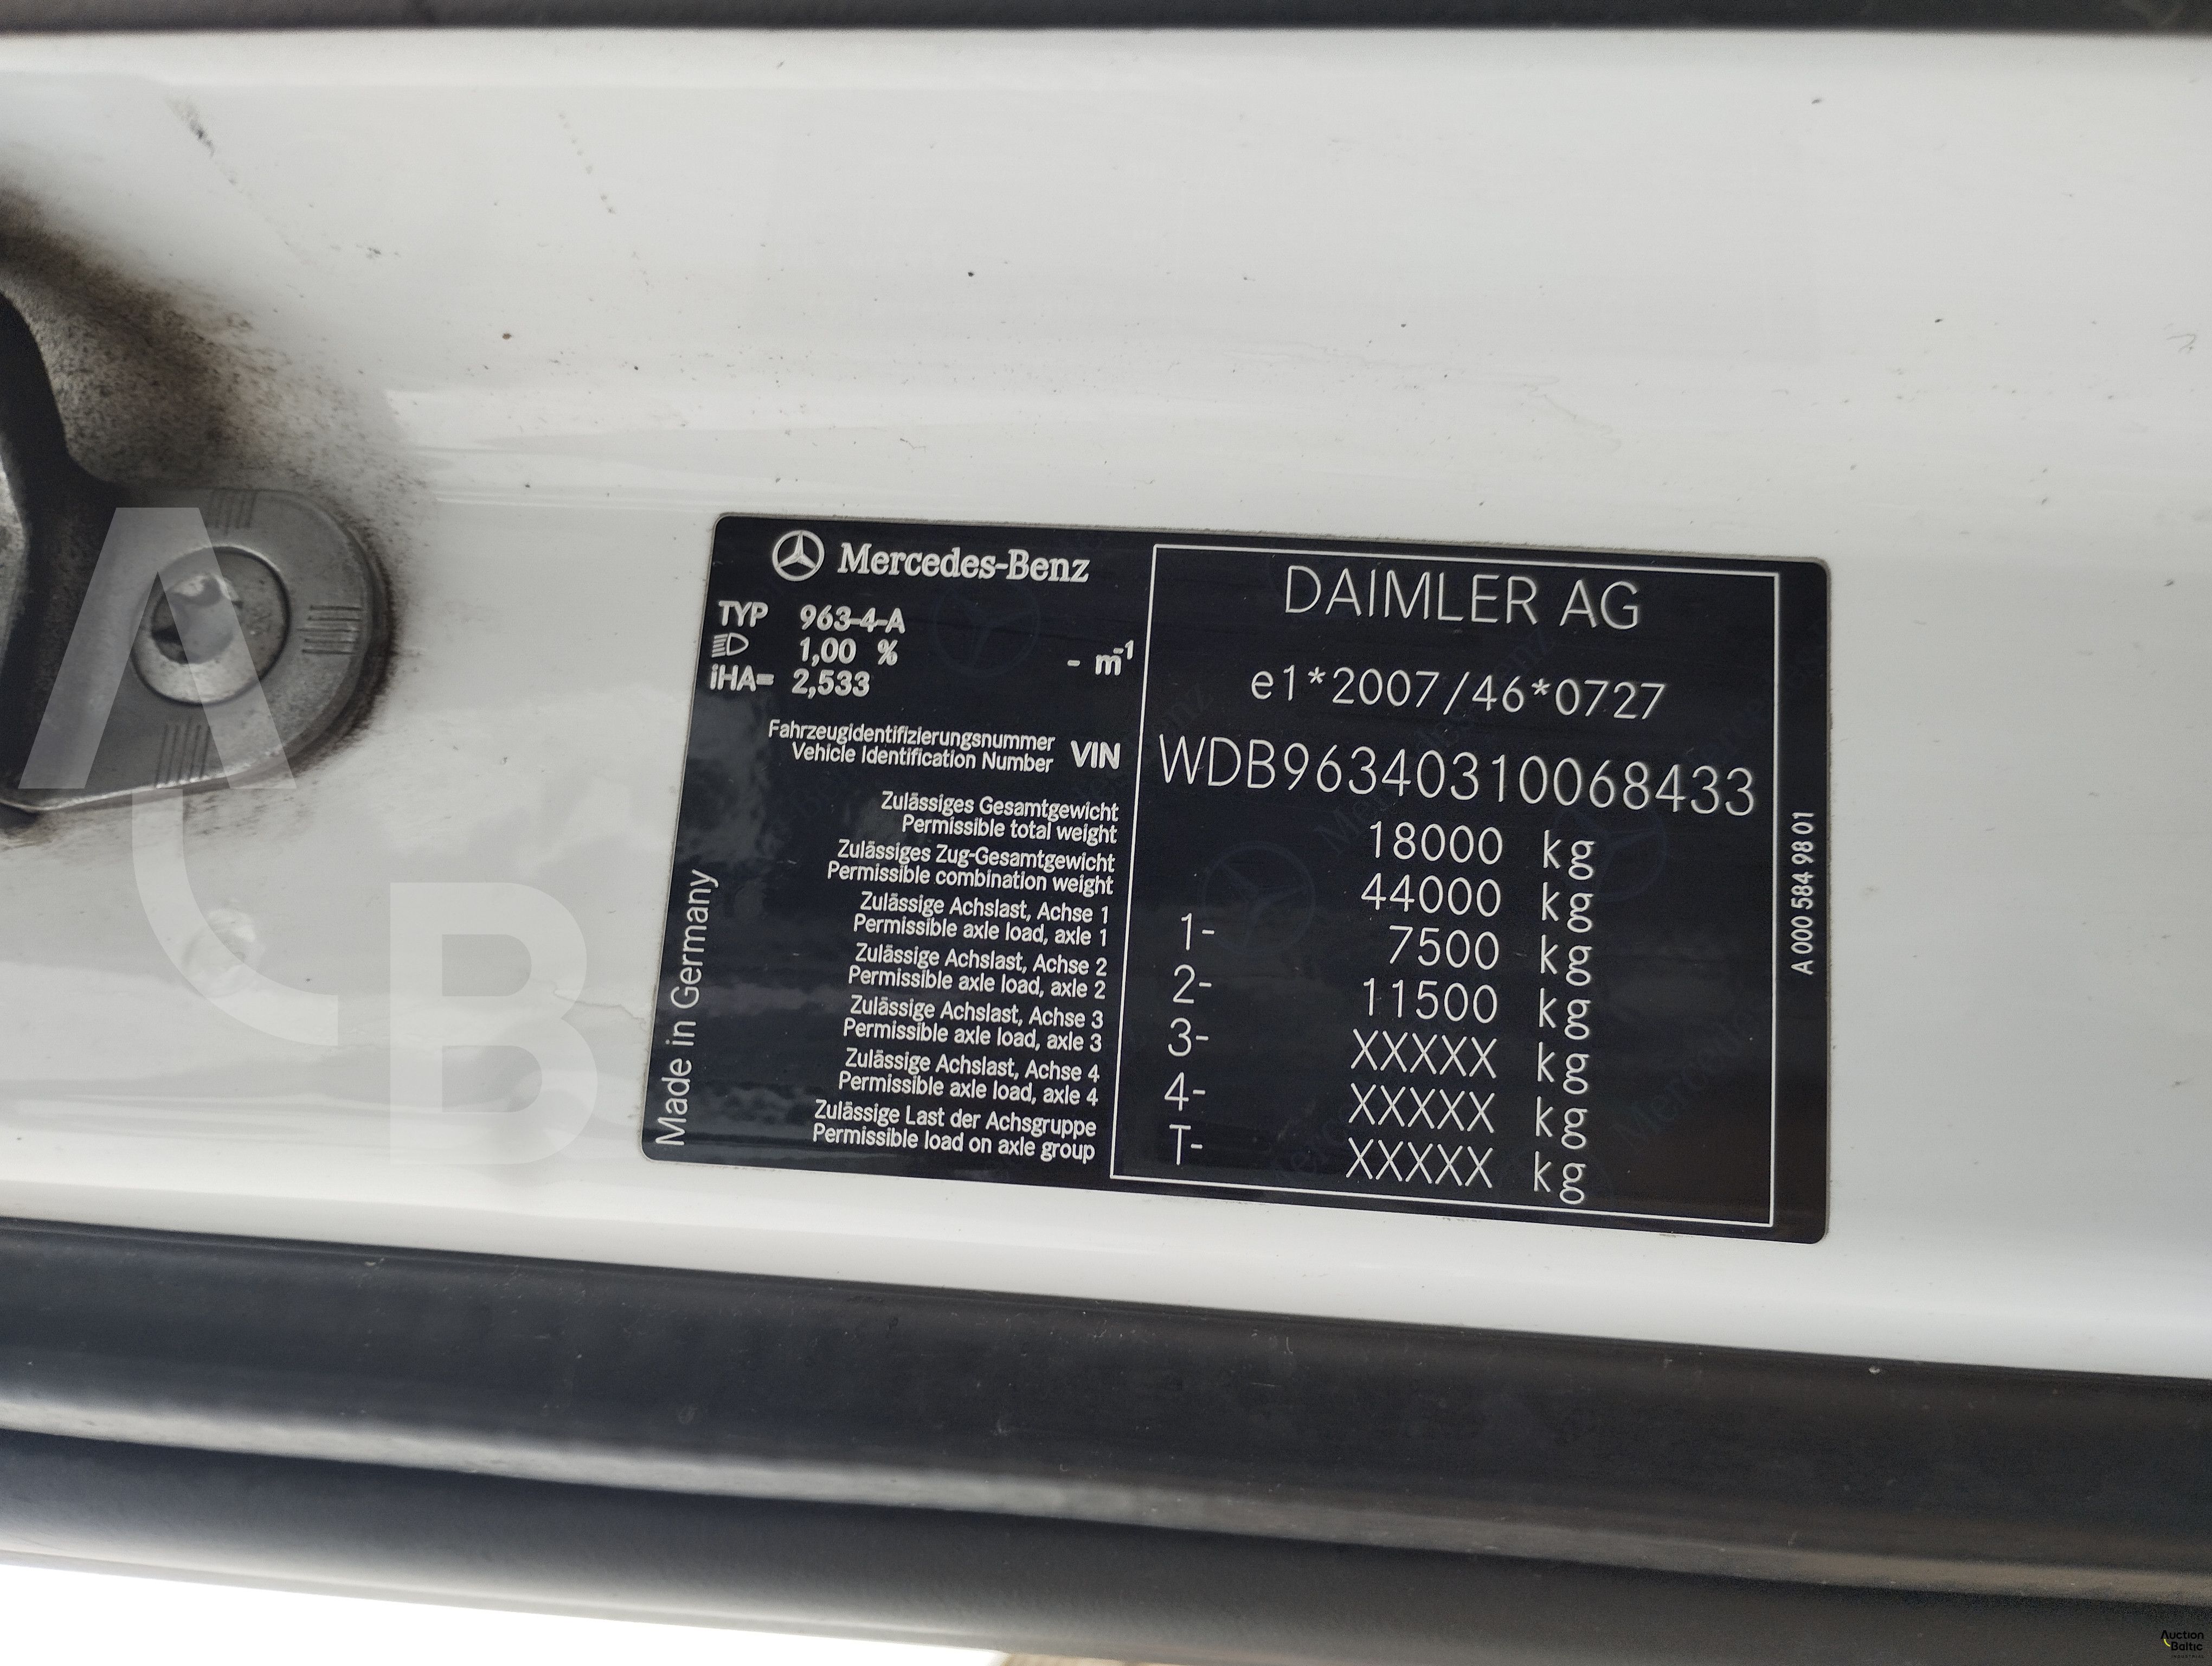 Mercedes-Benz
TYP 963-4-A
1,00 % - m⁻¹
iHA= 2,533
Fahrzeugidentifizierungsnummer
Vehicle Identification Number
VIN
Zulässiges Gesamtgewicht
Permissible total weight
Zulässiges Zug-Gesamtgewicht
Permissible combination weight
Zulässige Achslast, Achse 1
Permissible axle load, axle 1
Zulässige Achslast, Achse 2
Permissible axle load, axle 2
Zulässige Achslast, Achse 3
Permissible axle load, axle 3
Zulässige Achslast, Achse 4
Permissible axle load, axle 4
Zulässige Last der Achsgruppe
Permissible load on axle group
Made in Germany
DAIMLER AG
e1*2007/46*0727
WDB96340310068433
18000 kg
44000 kg
1- 7500 kg
2- 11500 kg
3- XXXXX kg
4- XXXXX kg
T- XXXXX kg
A 000 584 98 01
A
B
Auction
Baltic